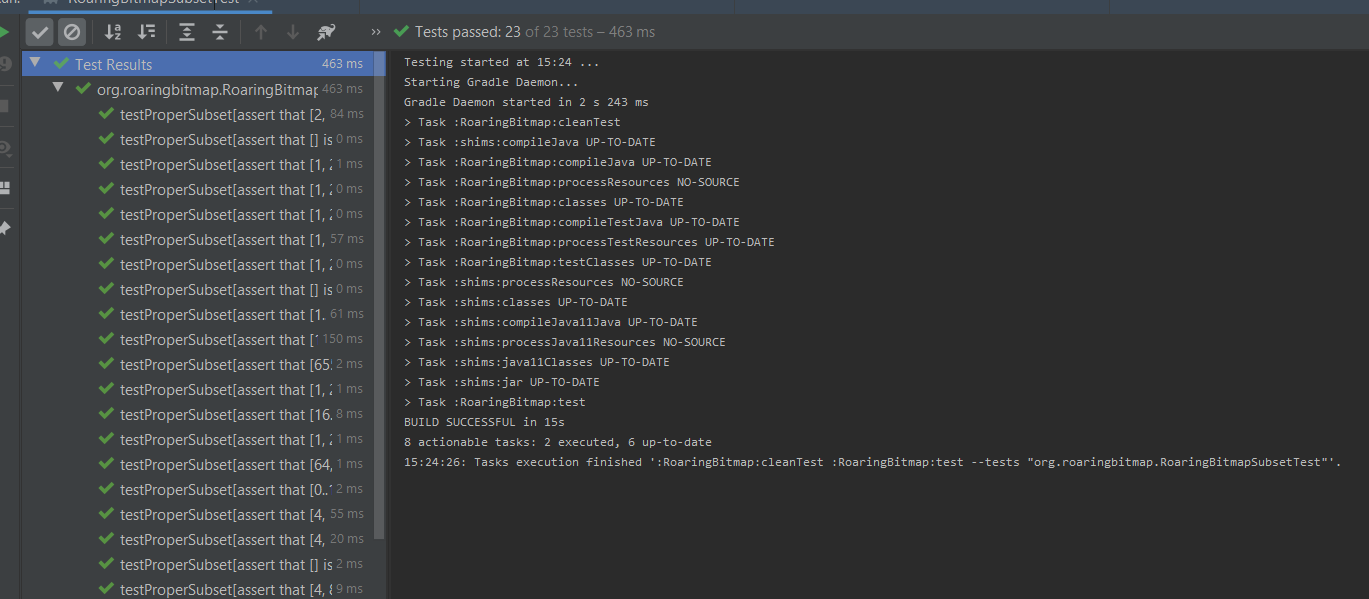 RoaringBitmapSubsetTest
Tests passed: 23 of 23 tests – 463 ms
Test Results 463 ms
org.roaringbitmap.RoaringBitmap 463 ms
testProperSubset[assert that [2, 84 ms
testProperSubset[assert that [] is 0 ms
testProperSubset[assert that [1, 2 1 ms
testProperSubset[assert that [1, 2 0 ms
testProperSubset[assert that [1, 2 0 ms
testProperSubset[assert that [1, 57 ms
testProperSubset[assert that [1, 2 0 ms
testProperSubset[assert that [] is 0 ms
testProperSubset[assert that [1. 61 ms
testProperSubset[assert that [1 150 ms
testProperSubset[assert that [65 2 ms
testProperSubset[assert that [1, 2 1 ms
testProperSubset[assert that [16. 8 ms
testProperSubset[assert that [1, 2 1 ms
testProperSubset[assert that [64, 1 ms
testProperSubset[assert that [0.. 2 ms
testProperSubset[assert that [4, 55 ms
testProperSubset[assert that [4, 20 ms
testProperSubset[assert that [] is 2 ms
testProperSubset[assert that [4, 8 9 ms
Testing started at 15:24 ...
Starting Gradle Daemon...
Gradle Daemon started in 2 s 243 ms
> Task :RoaringBitmap:cleanTest
> Task :shims:compileJava UP-TO-DATE
> Task :RoaringBitmap:compileJava UP-TO-DATE
> Task :RoaringBitmap:processResources NO-SOURCE
> Task :RoaringBitmap:classes UP-TO-DATE
> Task :RoaringBitmap:compileTestJava UP-TO-DATE
> Task :RoaringBitmap:processTestResources UP-TO-DATE
> Task :RoaringBitmap:testClasses UP-TO-DATE
> Task :shims:processResources NO-SOURCE
> Task :shims:classes UP-TO-DATE
> Task :shims:compileJava11Java UP-TO-DATE
> Task :shims:processJava11Resources NO-SOURCE
> Task :shims:java11Classes UP-TO-DATE
> Task :shims:jar UP-TO-DATE
> Task :RoaringBitmap:test
BUILD SUCCESSFUL in 15s
8 actionable tasks: 2 executed, 6 up-to-date
15:24:26: Tasks execution finished ':RoaringBitmap:cleanTest :RoaringBitmap:test --tests "org.roaringbitmap.RoaringBitmapSubsetTest"'.